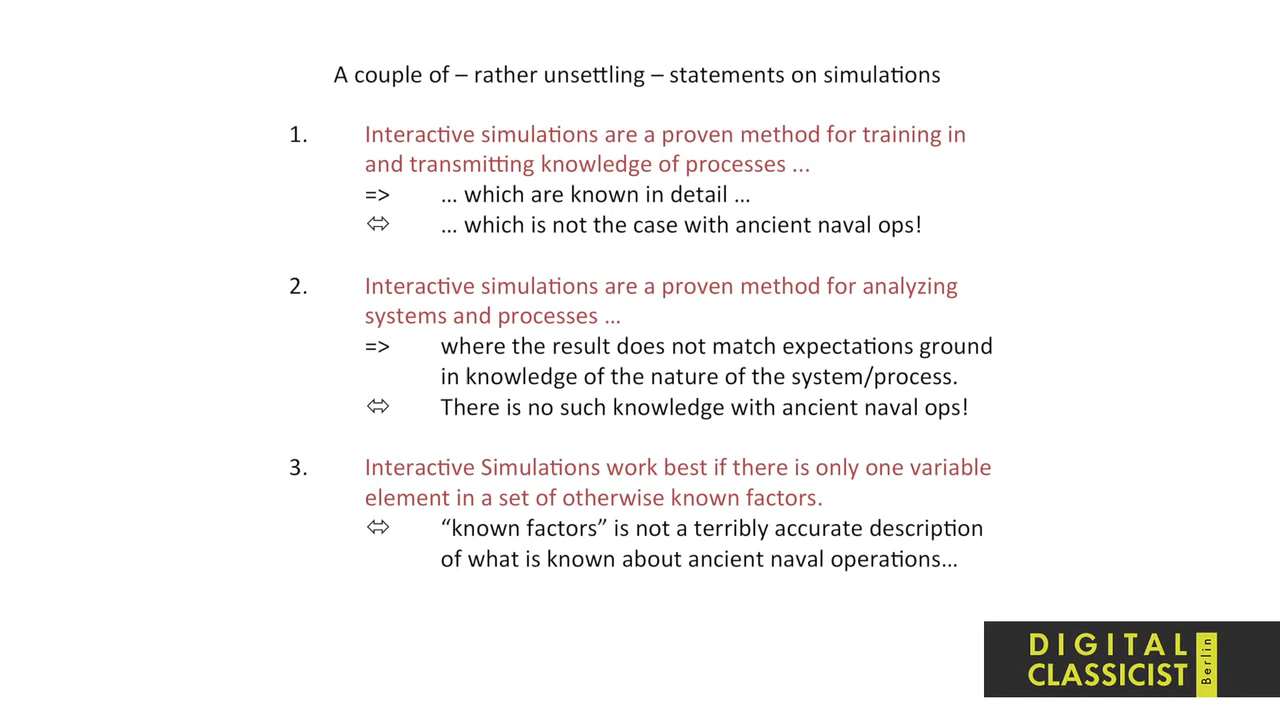 A couple of – rather unsettling – statements on simulations
1. Interactive simulations are a proven method for training in
and transmitting knowledge of processes ...
=> … which are known in detail …
⬄ … which is not the case with ancient naval ops!
2. Interactive simulations are a proven method for analyzing
systems and processes …
=> where the result does not match expectations ground
in knowledge of the nature of the system/process.
⬄ There is no such knowledge with ancient naval ops!
3. Interactive Simulations work best if there is only one variable
element in a set of otherwise known factors.
⬄ “known factors” is not a terribly accurate description
of what is known about ancient naval operations…
DIGITAL
CLASSICIST
Berlin